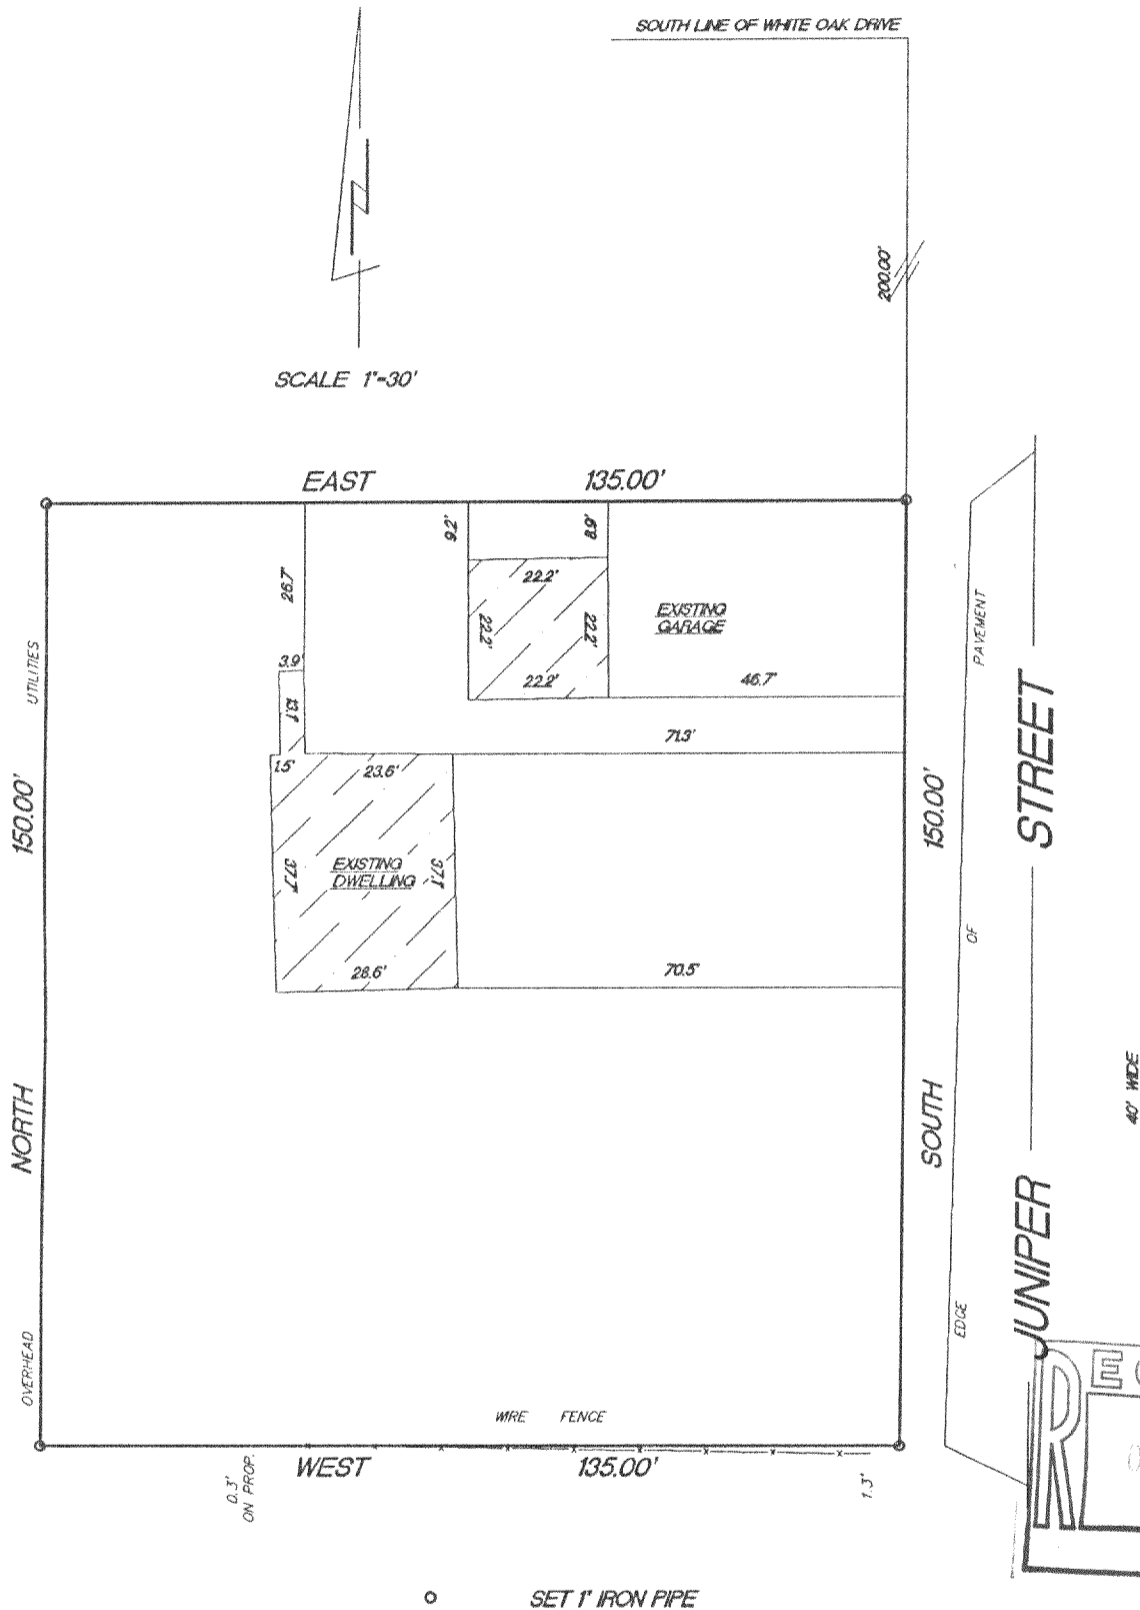 SOUTH LINE OF WHITE OAK DRIVE
200.00'
SCALE 1"=30'
EAST 135.00'
9.2'
8.9'
26.7'
22.2'
22.2'
22.2'
22.2'
EXISTING
GARAGE
46.7'
3.9'
13.1'
71.3'
1.5'
23.6'
37.7'
37.1'
EXISTING
DWELLING
28.6'
70.5'
UTILITIES
OVERHEAD
NORTH 150.00'
SOUTH 150.00'
EDGE OF PAVEMENT
JUNIPER STREET
40' WIDE
WIRE FENCE
WEST 135.00'
0.3'
ON PROP.
1.3'
SET 1" IRON PIPE